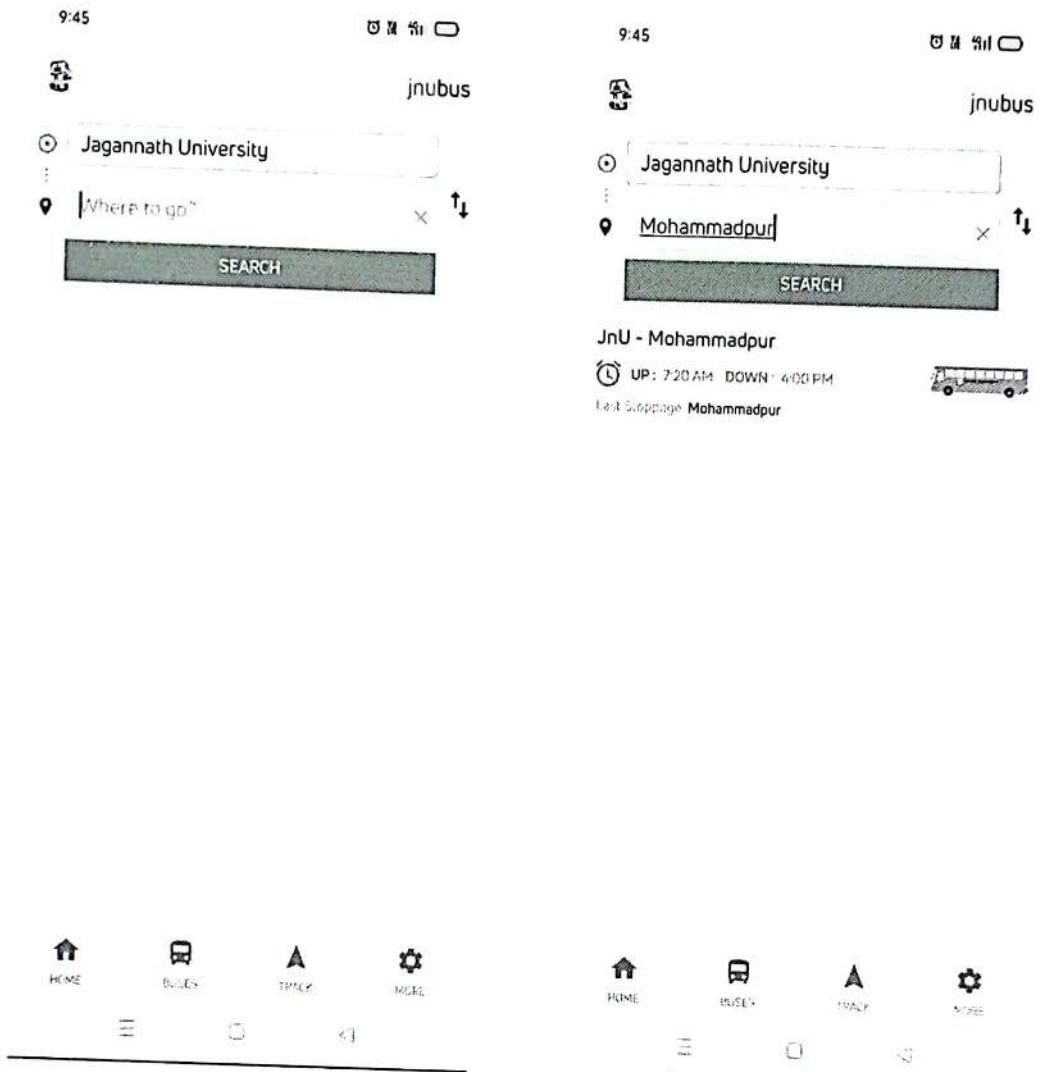 9:45
jnubus
Jagannath University
Where to go?
SEARCH
HOME
BUSES
TRACK
MORE
9:45
jnubus
Jagannath University
Mohammadpur
SEARCH
JnU - Mohammadpur
UP: 7:20 AM DOWN: 4:00 PM
Last Stoppage Mohammadpur
HOME
BUSES
TRACK
MORE